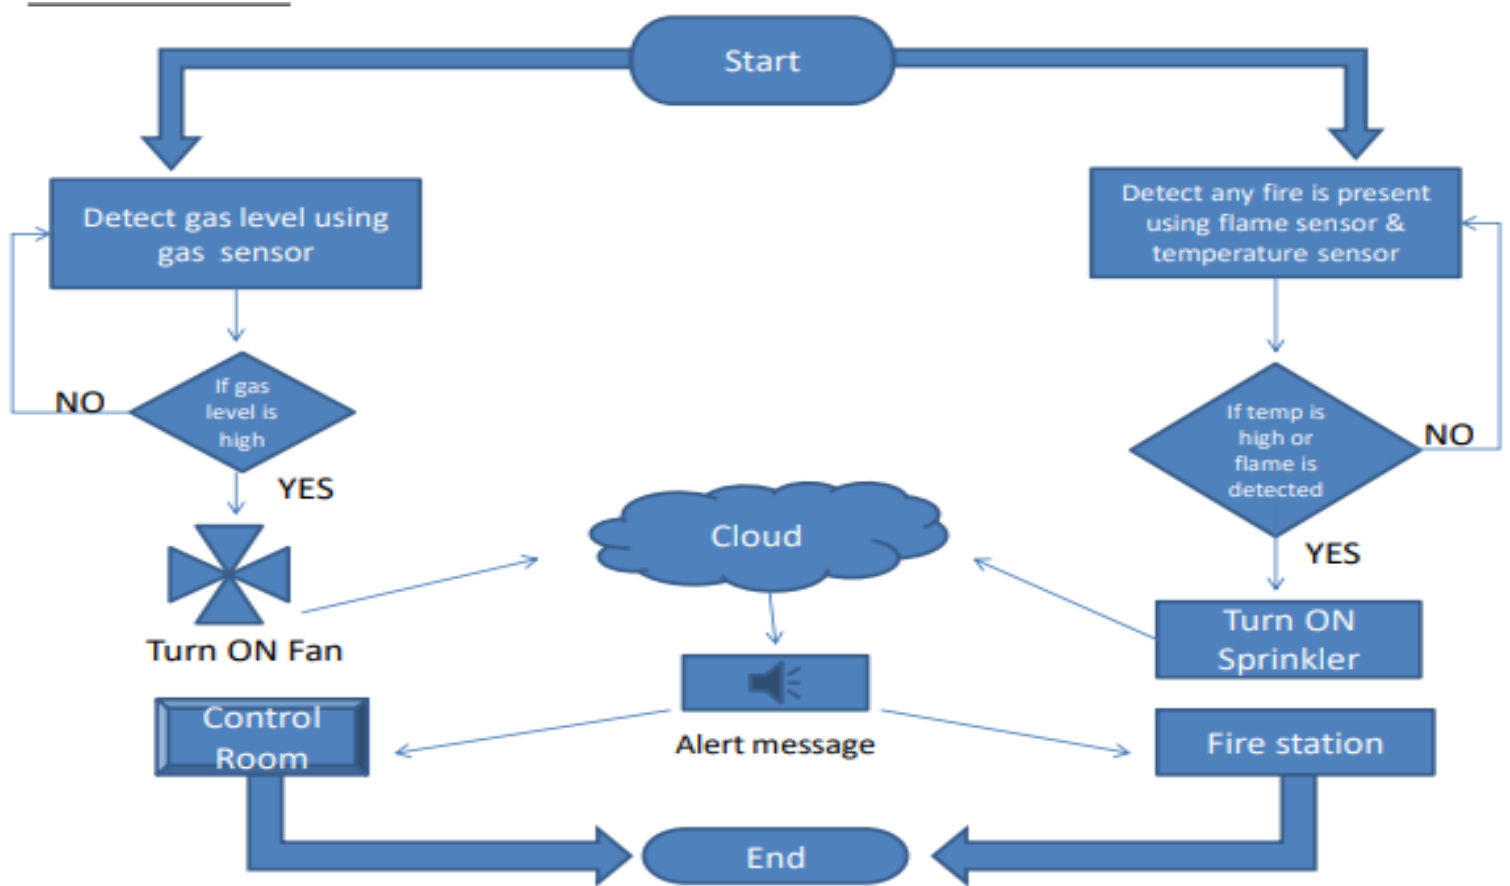 Start
Detect gas level using
gas sensor
Detect any fire is present
using flame sensor &
temperature sensor
If gas
level is
high
NO
YES
If temp is
high or
flame is
detected
NO
YES
Cloud
Turn ON Fan
Turn ON
Sprinkler
Control
Room
Alert message
Fire station
End